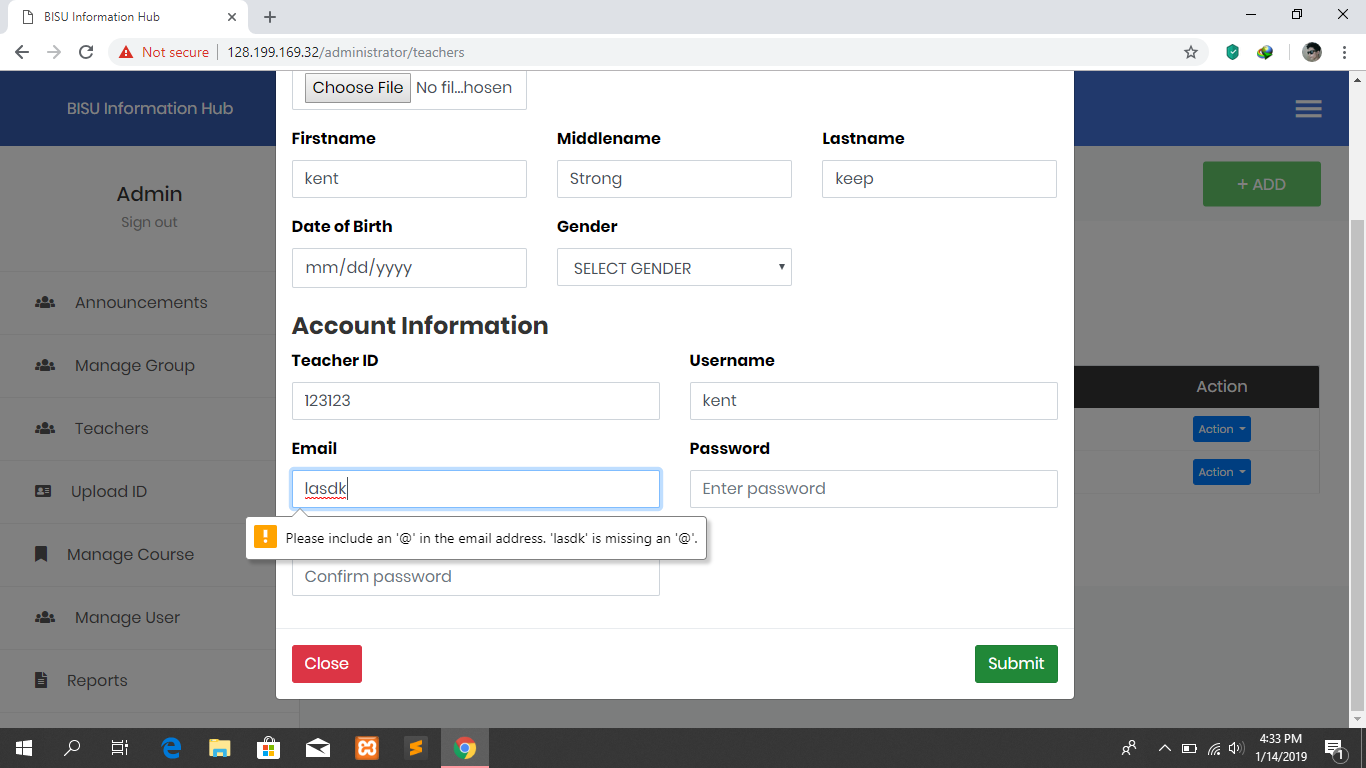 BISU Information Hub
Not secure 128.199.169.32/administrator/teachers
BISU Information Hub
Admin
Sign out
Announcements
Manage Group
Teachers
Upload ID
Manage Course
Manage User
Reports
+ ADD
Action
Action
Action
Choose File No fil...hosen
Firstname Middlename Lastname
kent Strong keep
Date of Birth Gender
mm/dd/yyyy SELECT GENDER
Account Information
Teacher ID Username
123123 kent
Email Password
lasdk Enter password
Please include an '@' in the email address. 'lasdk' is missing an '@'.
Confirm password
Close Submit
4:33 PM
1/14/2019
1